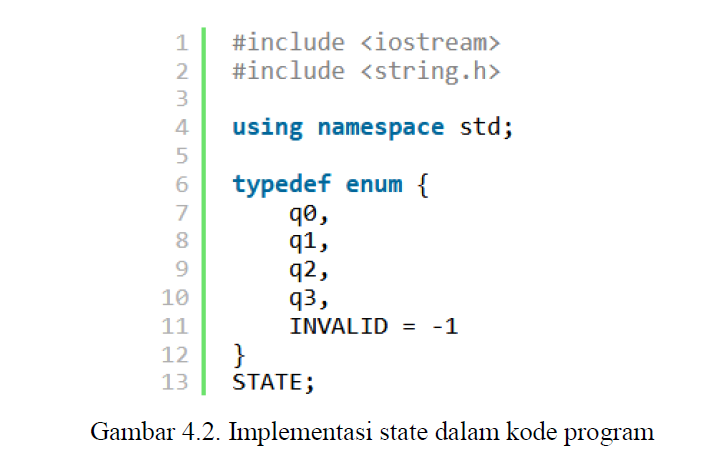 1 #include <iostream>
2 #include <string.h>
3
4 using namespace std;
5
6 typedef enum {
7     q0,
8     q1,
9     q2,
10     q3,
11     INVALID = -1
12 }
13 STATE;
Gambar 4.2. Implementasi state dalam kode program